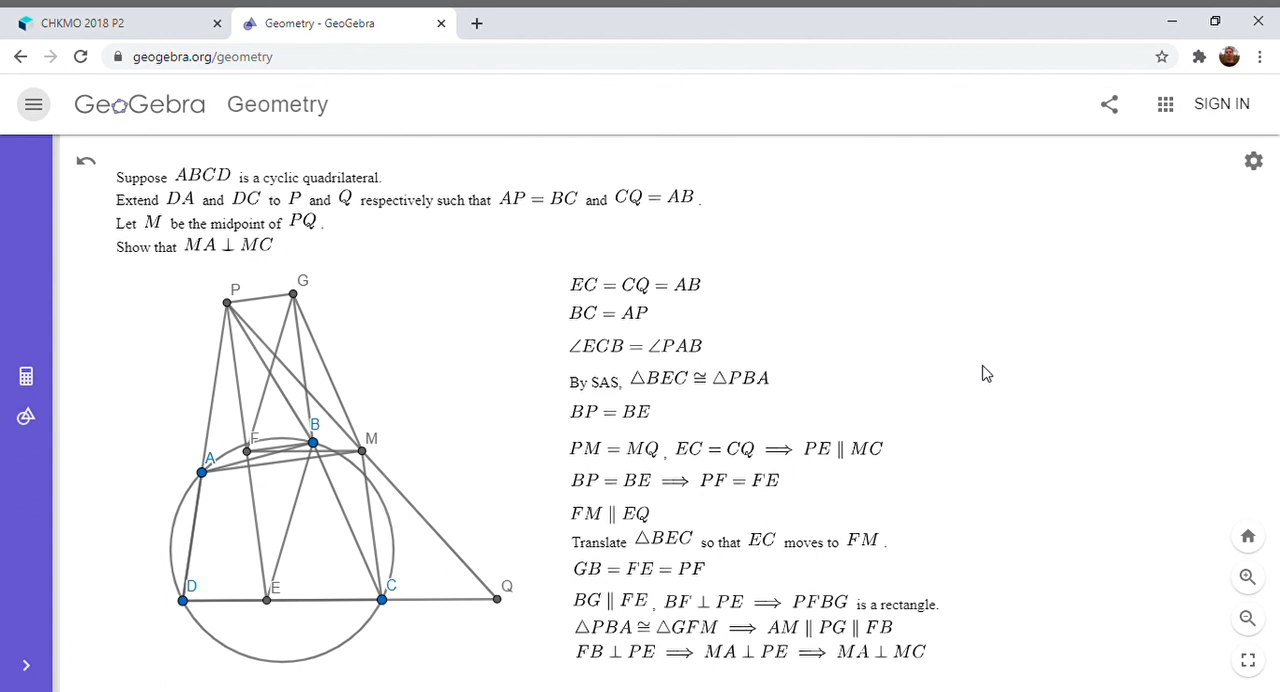 CHKMO 2018 P2
Geometry - GeoGebra
geogebra.org/geometry
GeoGebra Geometry
SIGN IN
Suppose ABCD is a cyclic quadrilateral.
Extend DA and DC to P and Q respectively such that AP = BC and CQ = AB .
Let M be the midpoint of PQ .
Show that MA ⊥ MC
P
G
F
B
M
A
D
E
C
Q
EC = CQ = AB
BC = AP
∠ECB = ∠PAB
By SAS, △BEC ≅ △PBA
BP = BE
PM = MQ , EC = CQ ⟹ PE ∥ MC
BP = BE ⟹ PF = FE
FM ∥ EQ
Translate △BEC so that EC moves to FM .
GB = FE = PF
BG ∥ FE , BF ⊥ PE ⟹ PFBG is a rectangle.
△PBA ≅ △GFM ⟹ AM ∥ PG ∥ FB
FB ⊥ PE ⟹ MA ⊥ PE ⟹ MA ⊥ MC